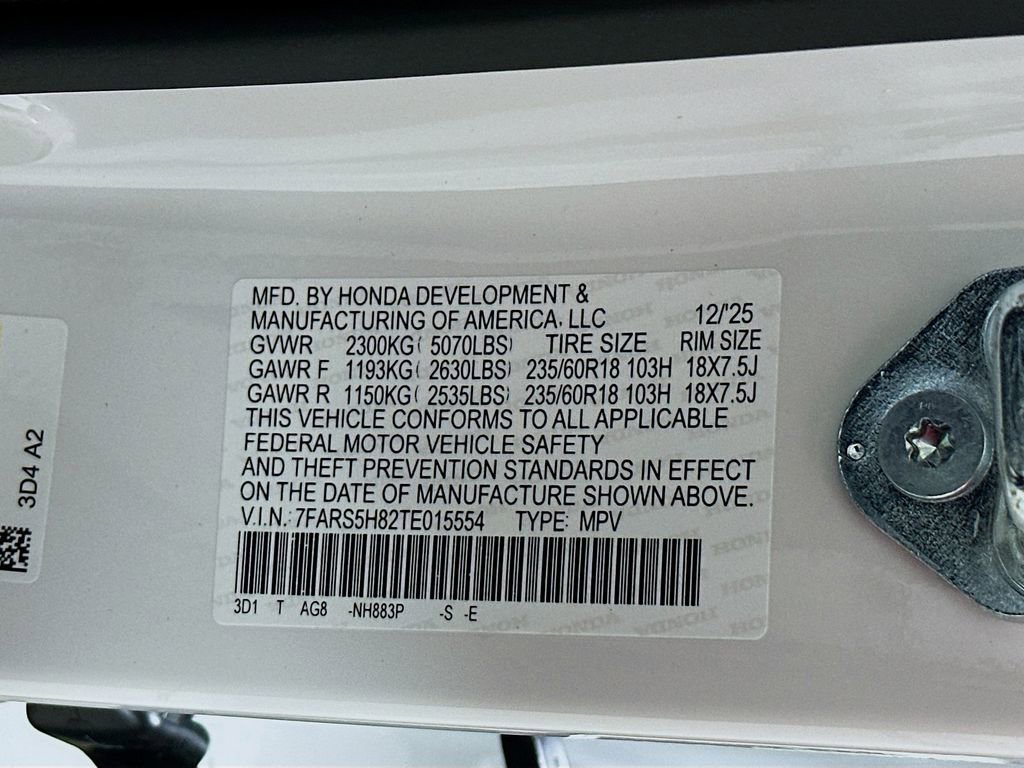 MFD. BY HONDA DEVELOPMENT &
MANUFACTURING OF AMERICA, LLC 12/'25
GVWR 2300KG( 5070LBS) TIRE SIZE RIM SIZE
GAWR F 1193KG( 2630LBS) 235/60R18 103H 18X7.5J
GAWR R 1150KG( 2535LBS) 235/60R18 103H 18X7.5J
THIS VEHICLE CONFORMS TO ALL APPLICABLE
FEDERAL MOTOR VEHICLE SAFETY
AND THEFT PREVENTION STANDARDS IN EFFECT
ON THE DATE OF MANUFACTURE SHOWN ABOVE.
V.I.N.: 7FARS5H82TE015554 TYPE: MPV
3D1 T AG8 -NH883P -S -E
3D4 A2